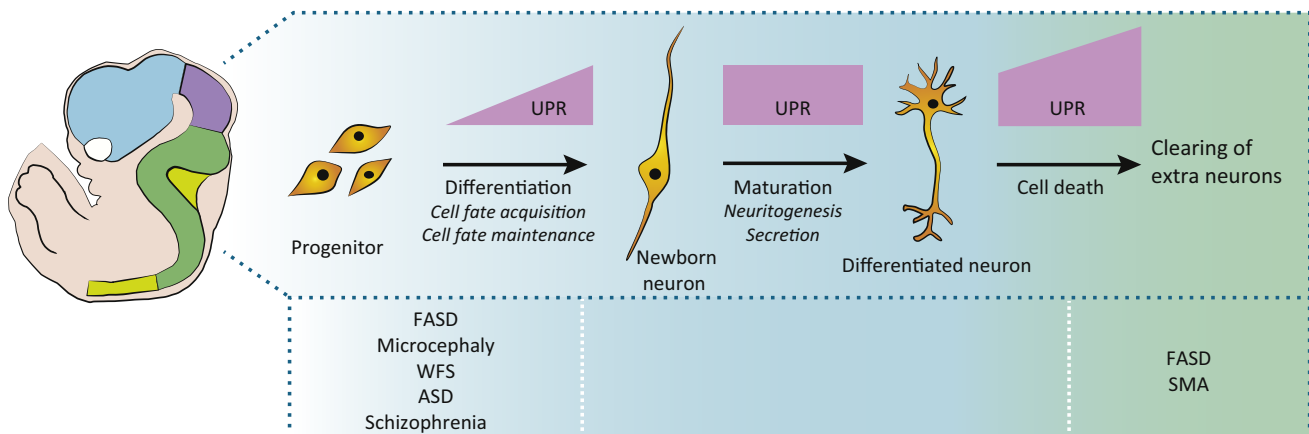 UPR
UPR
UPR
Progenitor
Differentiation
Cell fate acquisition
Cell fate maintenance
Newborn
neuron
Maturation
Neuritogenesis
Secretion
Differentiated neuron
Cell death
Clearing of
extra neurons
FASD
Microcephaly
WFS
ASD
Schizophrenia
FASD
SMA